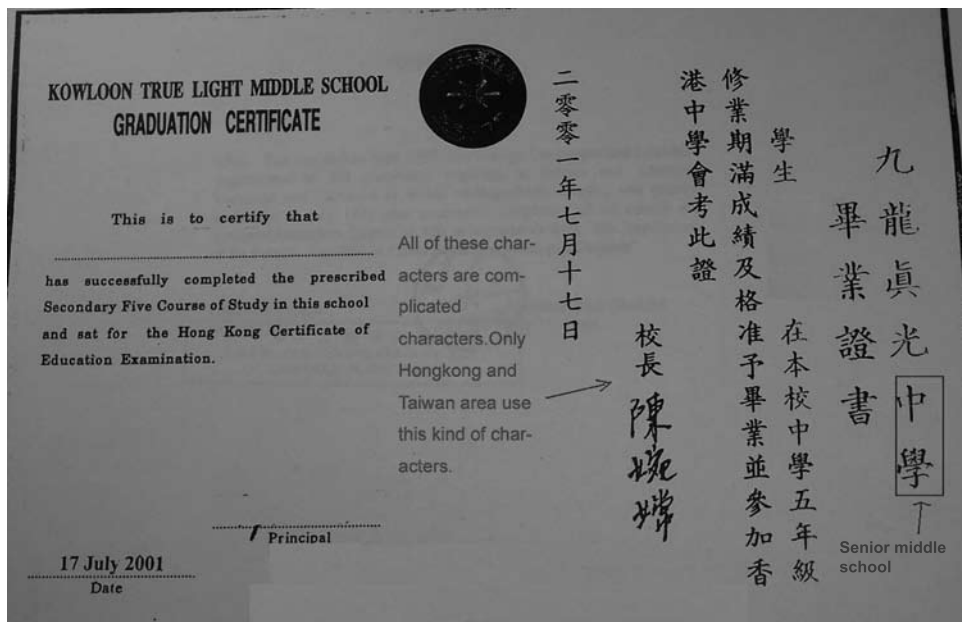 KOWLOON TRUE LIGHT MIDDLE SCHOOL
GRADUATION CERTIFICATE
This is to certify that
has successfully completed the prescribed
Secondary Five Course of Study in this school
and sat for the Hong Kong Certificate of
Education Examination.
Principal
17 July 2001
Date
All of these char-
acters are com-
plicated
characters.Only
Hongkong and
Taiwan area use
this kind of char-
acters.
九龍眞光中學
畢業證書
學生
在本校中學五年級
修業期滿成績及格准予畢業並參加香
港中學會考此證
校長
陳婉嫦
二零零一年七月十七日
Senior middle
school